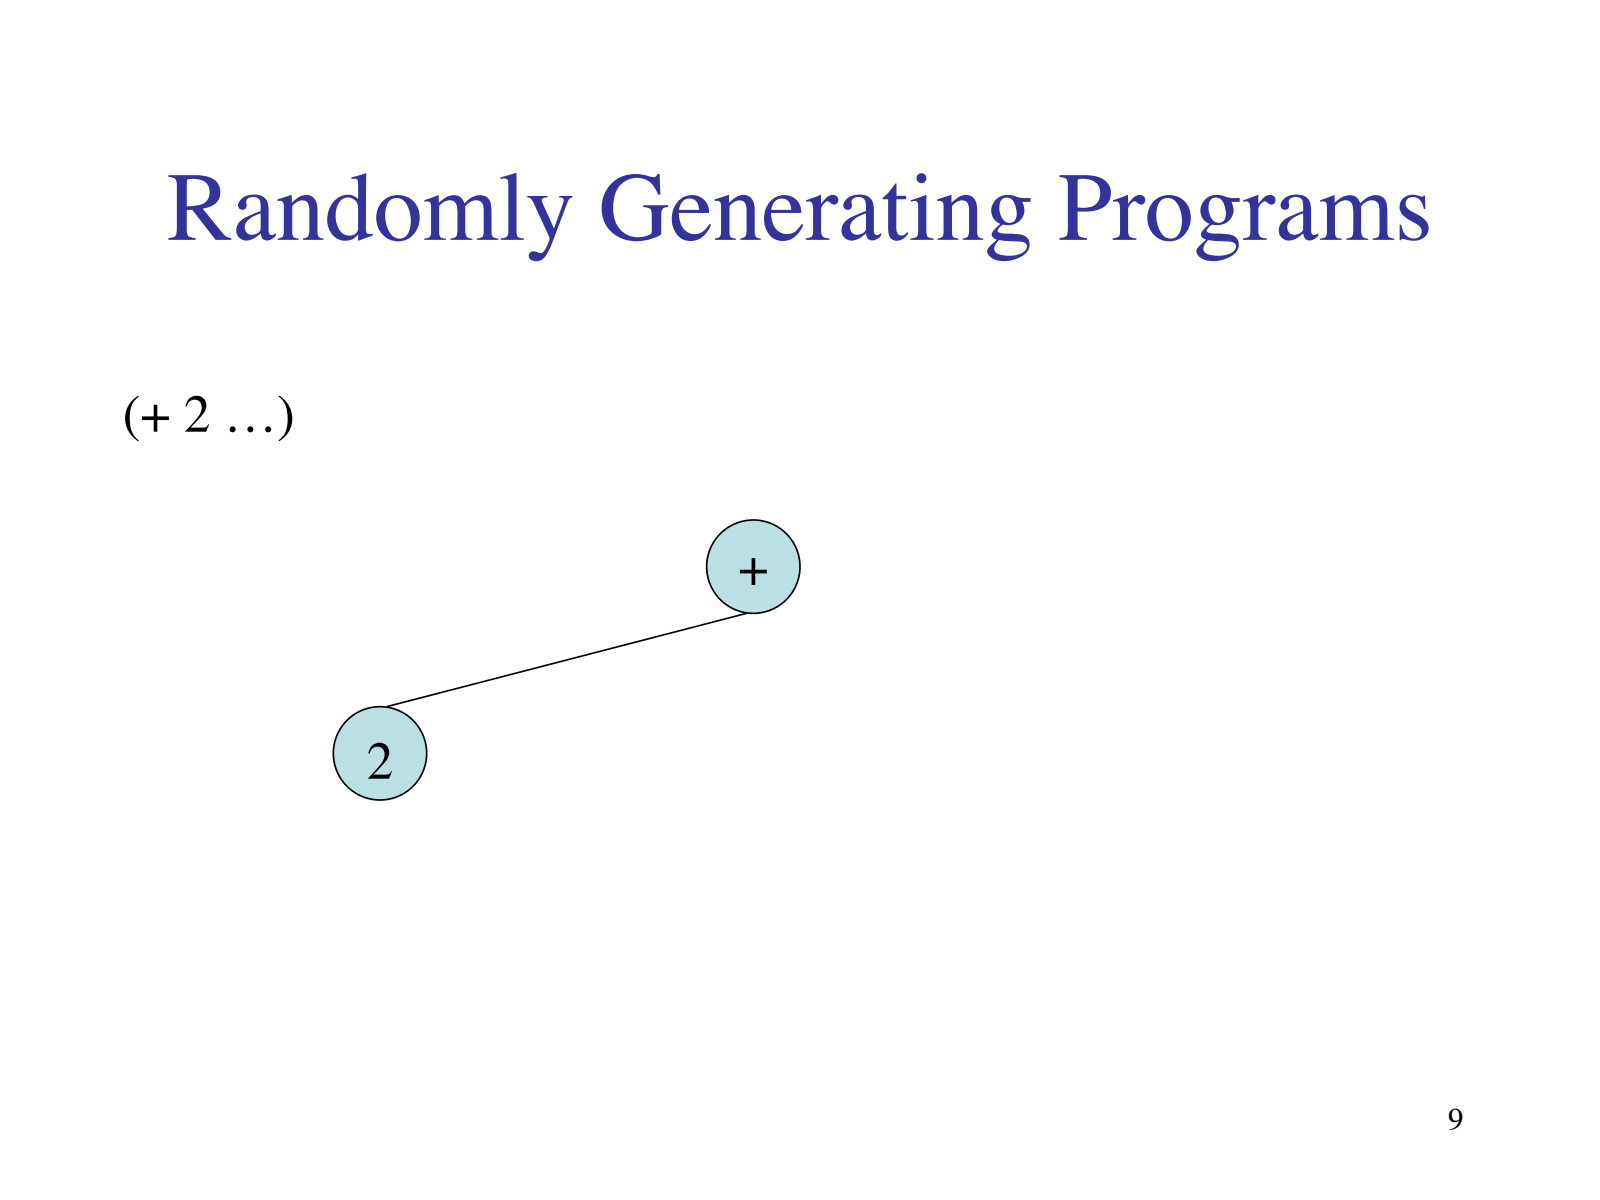 Randomly Generating Programs
(+ 2 …)
+
2
9